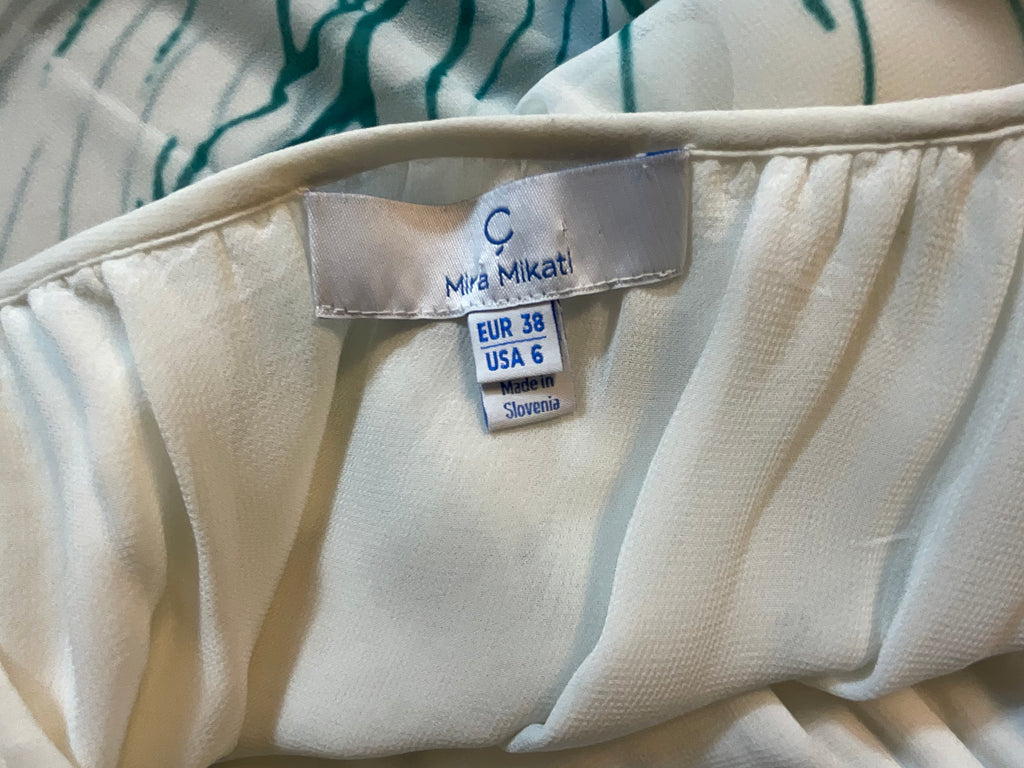 Ç
Mira Mikati
EUR 38
USA 6
Made in
Slovenia